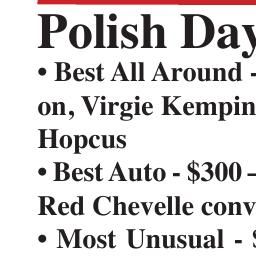 Polish Day
• Best All Around -
on, Virgie Kempin
Hopcus
• Best Auto - $300 –
Red Chevelle conv
• Most Unusual - $